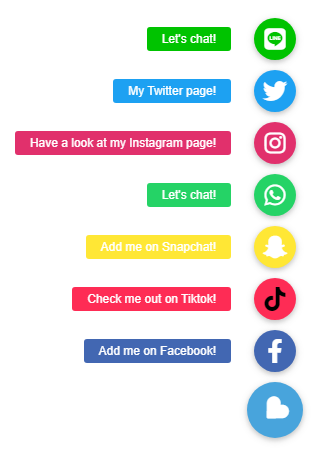 Let's chat!
LINE
My Twitter page!
Have a look at my Instagram page!
Let's chat!
Add me on Snapchat!
Check me out on Tiktok!
Add me on Facebook!